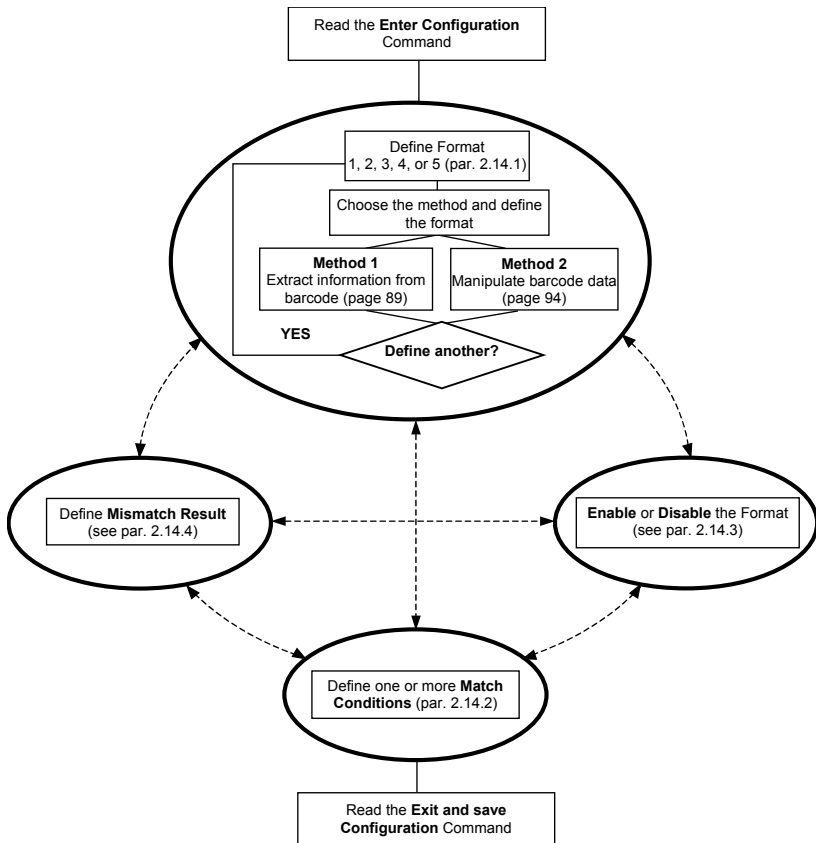 Read the Enter Configuration
Command
Define Format
1, 2, 3, 4, or 5 (par. 2.14.1)
Choose the method and define
the format
Method 1
Extract information from
barcode (page 89)
Method 2
Manipulate barcode data
(page 94)
YES
Define another?
Define Mismatch Result
(see par. 2.14.4)
Enable or Disable the Format
(see par. 2.14.3)
Define one or more Match
Conditions (par. 2.14.2)
Read the Exit and save
Configuration Command